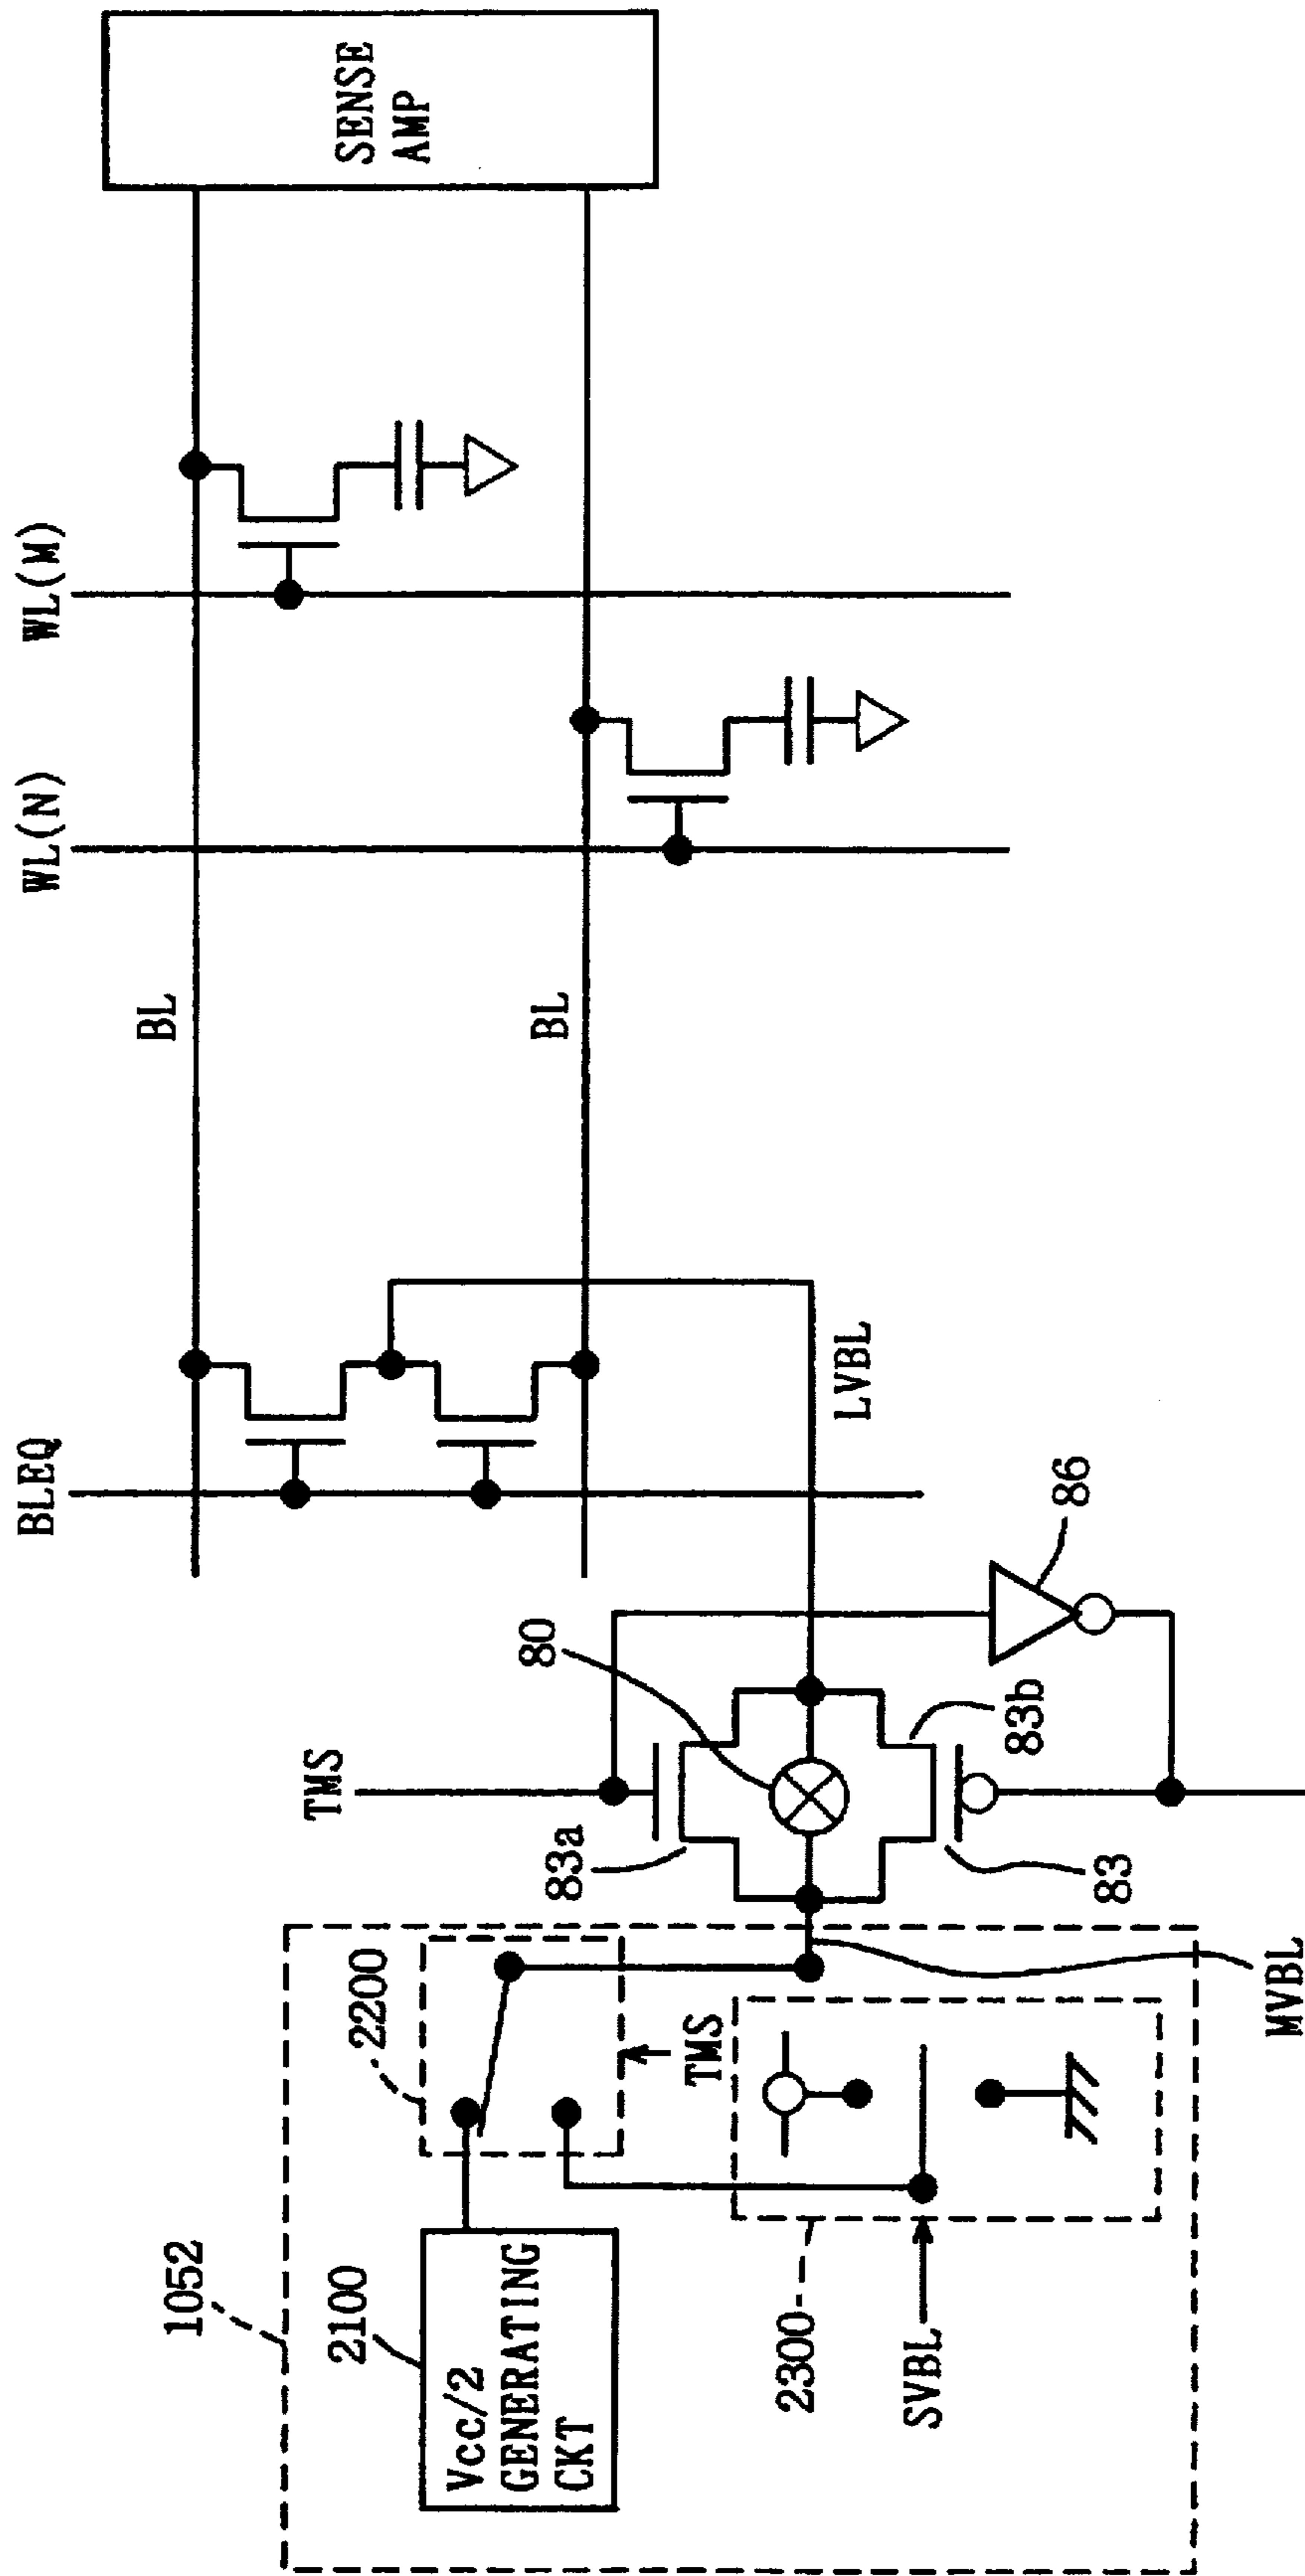 SENSE
AMP
WL(M)
WL(N)
BL
BL
BLEQ
LVBL
86
80
TMS
83a
83b
83
MVBL
2200
TMS
1052
2100
Vcc/2
GENERATING
CKT
2300
SVBL